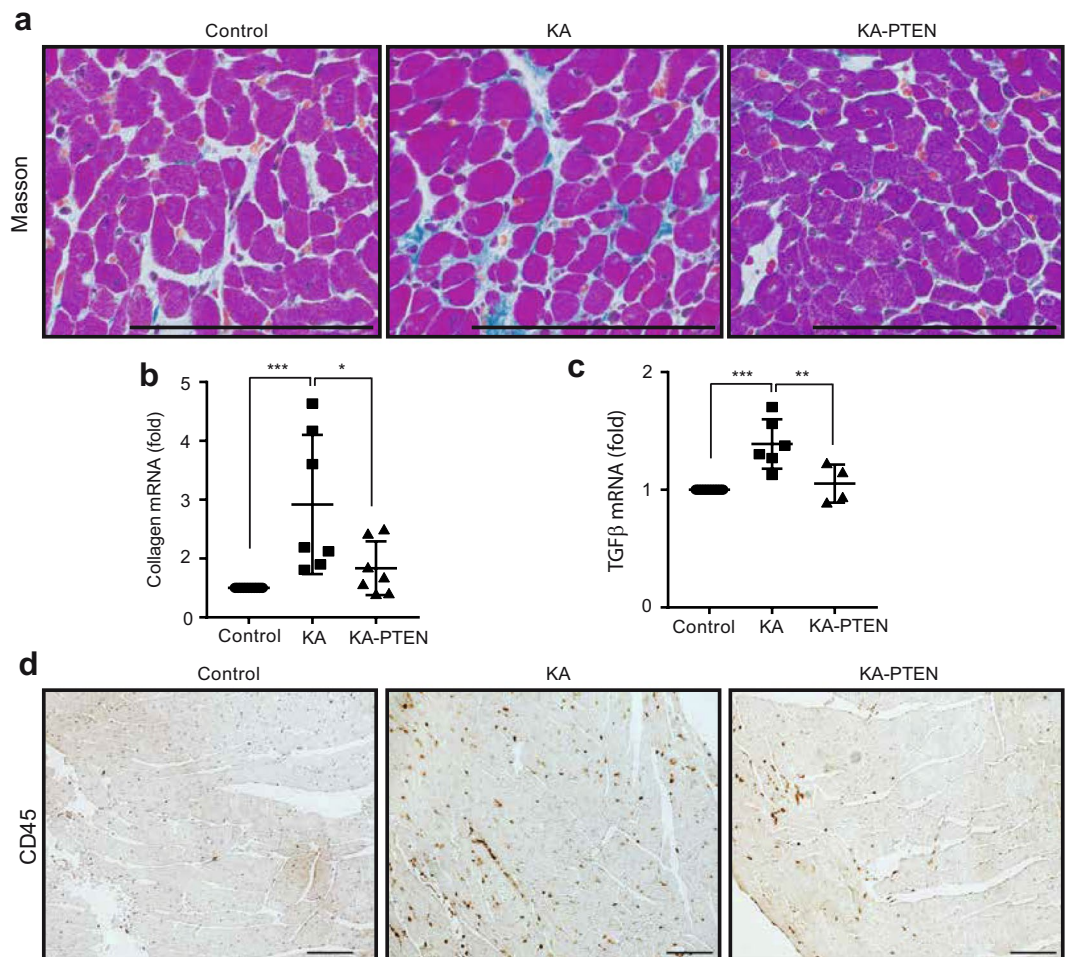 a
Control KA KA-PTEN
Masson
b
*** *
Collagen mRNA (fold)
5
4
3
2
0
Control KA KA-PTEN
c
*** **
TGFβ mRNA (fold)
2
1
0
Control KA KA-PTEN
d
Control KA KA-PTEN
CD45